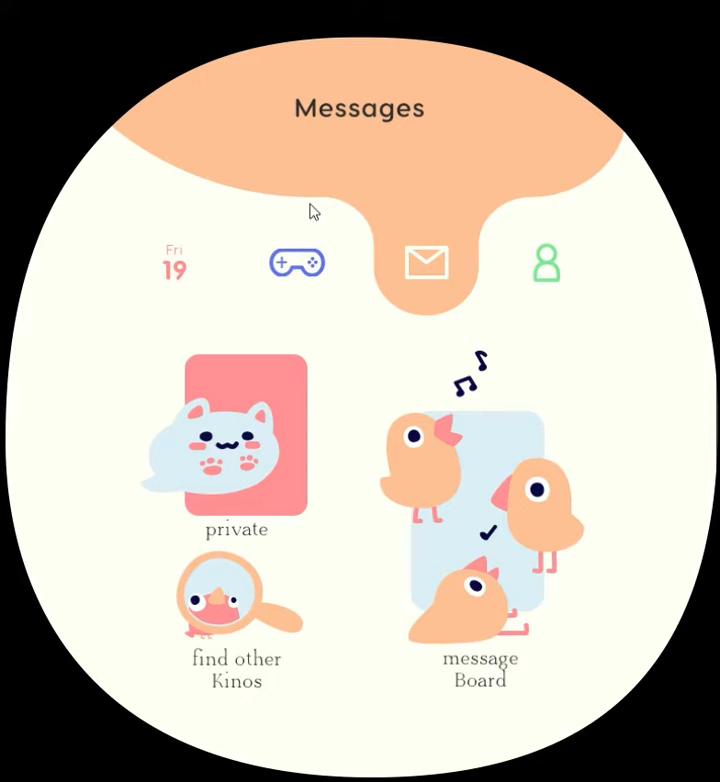 Messages
Fri
19
private
find other
Kinos
message
Board